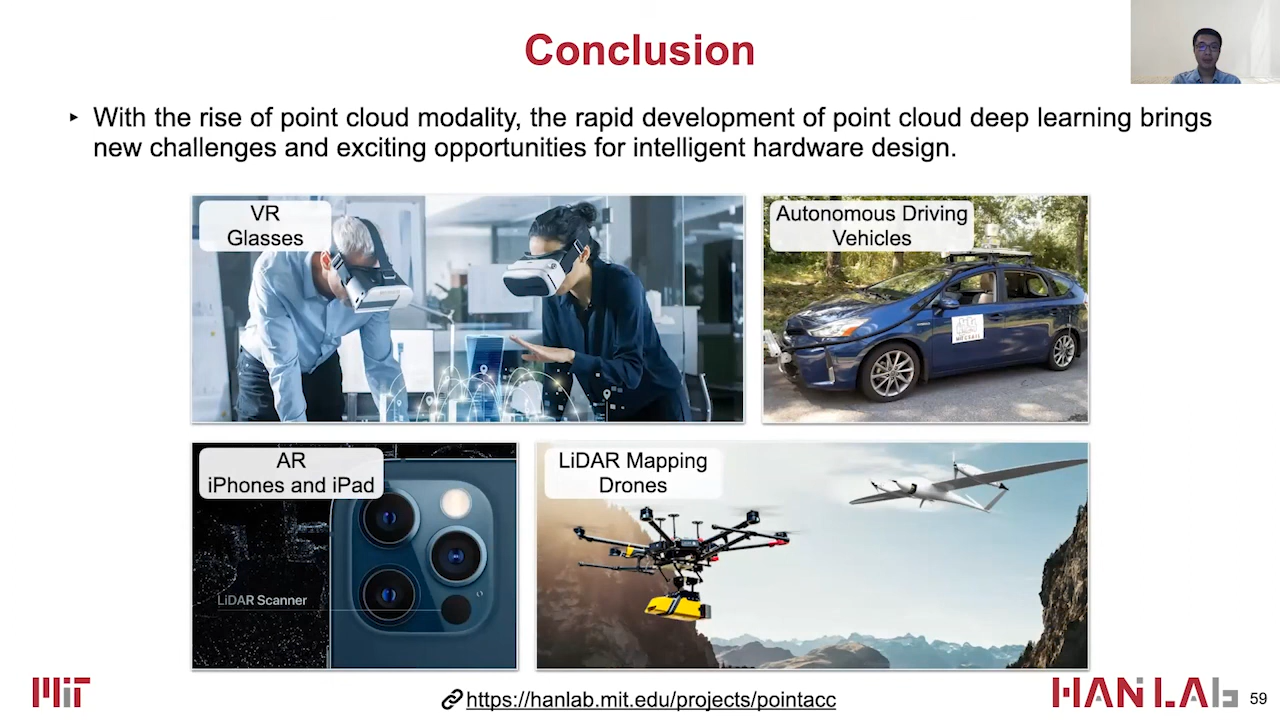 Conclusion
‣ With the rise of point cloud modality, the rapid development of point cloud deep learning brings
new challenges and exciting opportunities for intelligent hardware design.
VR
Glasses
Autonomous Driving
Vehicles
AR
iPhones and iPad
LiDAR Scanner
LiDAR Mapping
Drones
MIT
https://hanlab.mit.edu/projects/pointacc
HAN LAB
59